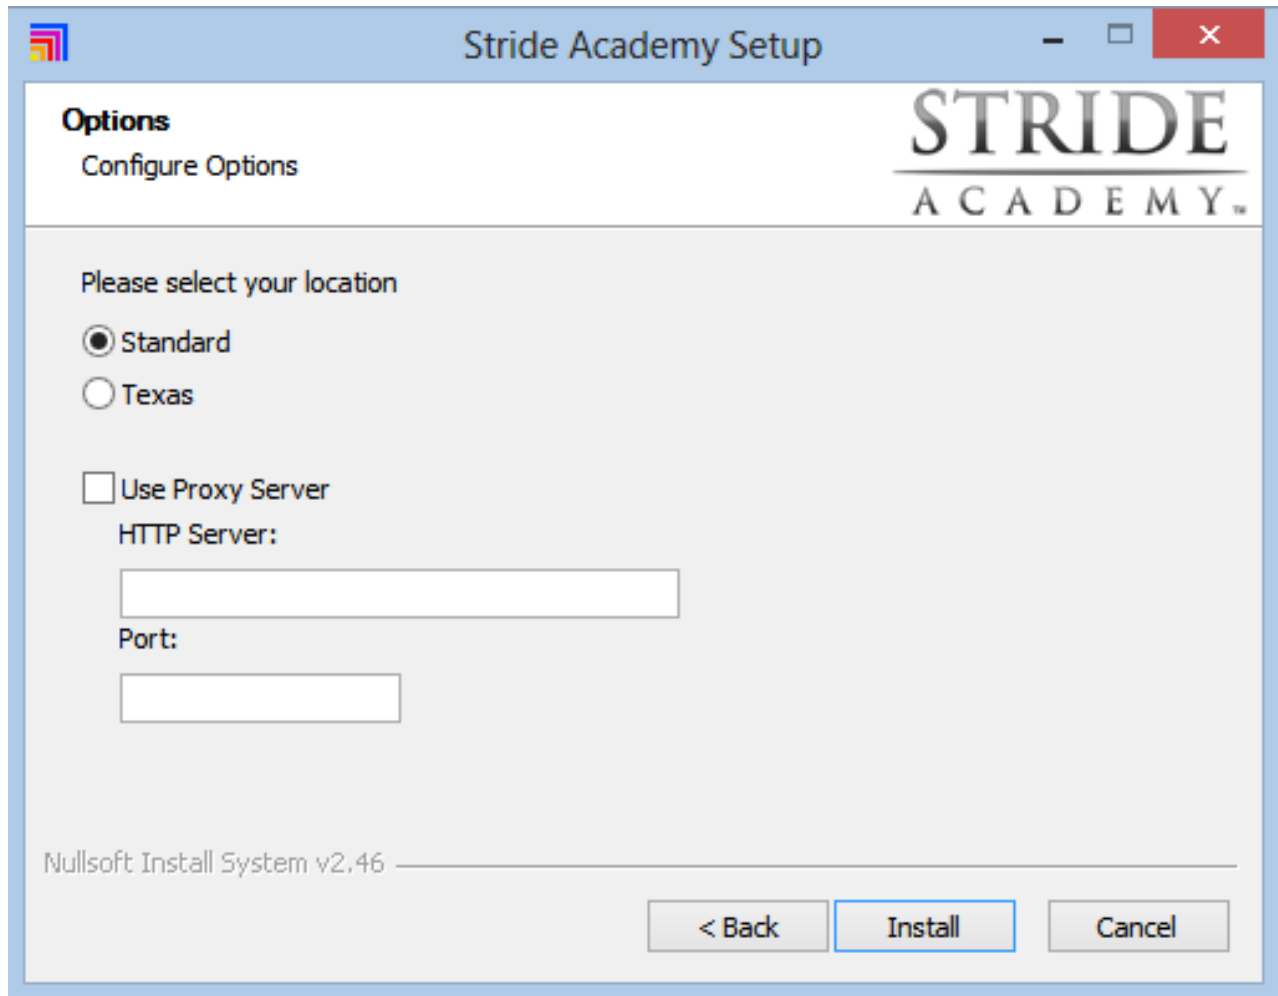 Stride Academy Setup
Options
Configure Options
STRIDE
ACADEMY™
Please select your location
Standard
Texas
Use Proxy Server
HTTP Server:
Port:
Nullsoft Install System v2.46
< Back Install Cancel